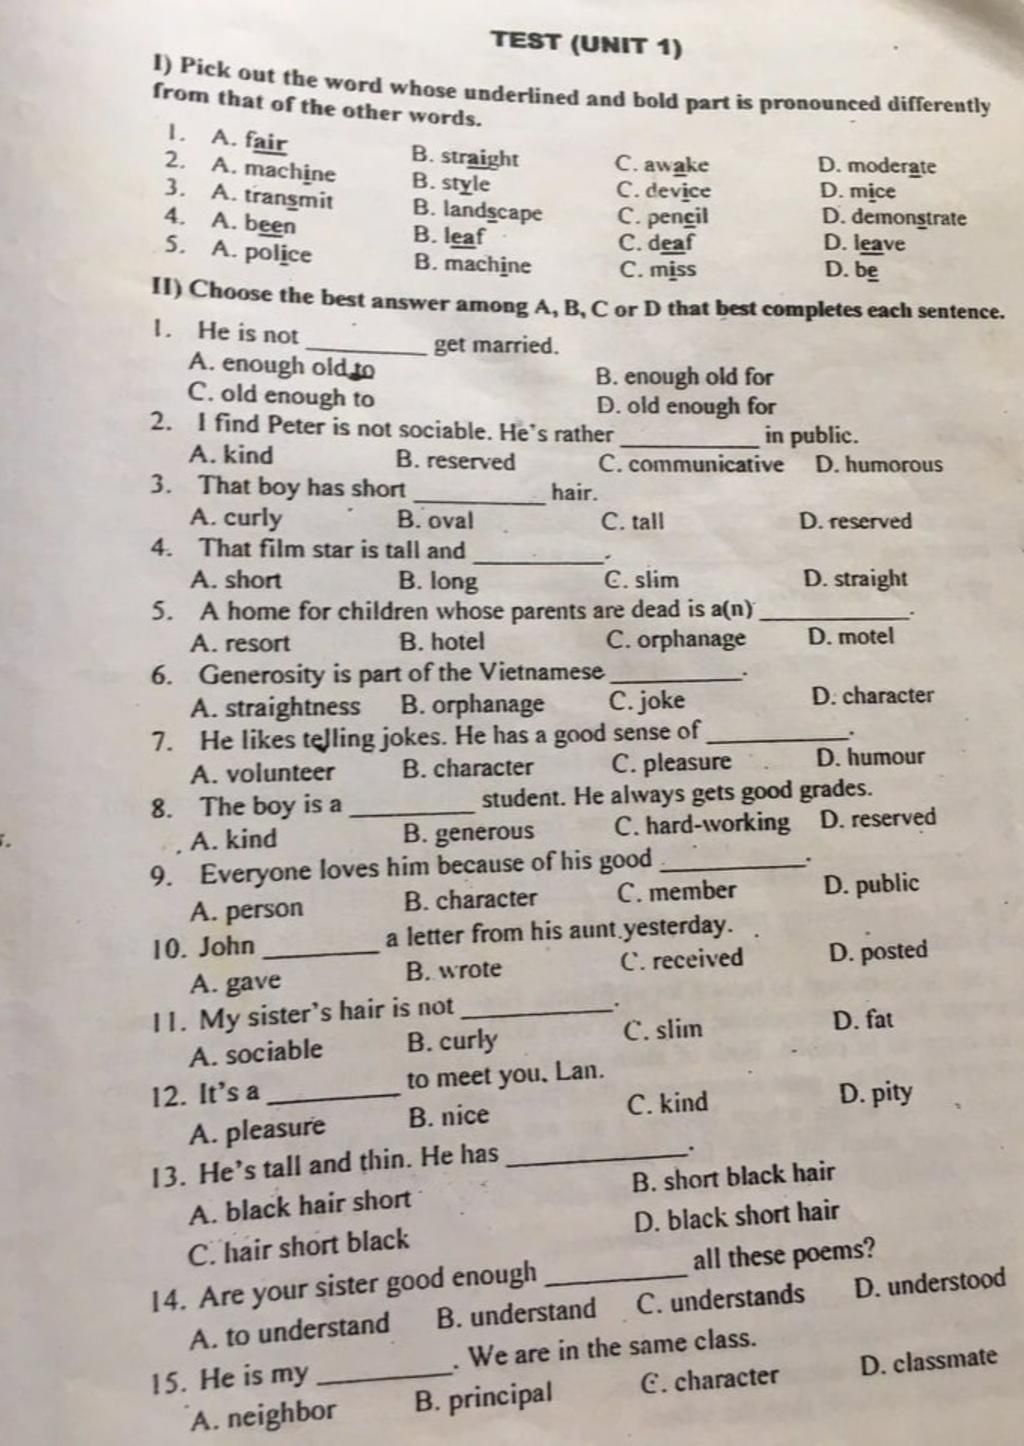 TEST (UNIT 1)
I) Pick out the word whose underlined and bold part is pronounced differently
from that of the other words.
1. A. fair B. straight C. awake D. moderate
2. A. machine B. style C. device D. mice
3. A. transmit B. landscape C. pencil D. demonstrate
4. A. been B. leaf C. deaf D. leave
5. A. police B. machine C. miss D. be
II) Choose the best answer among A, B, C or D that best completes each sentence.
1. He is not __________ get married.
A. enough old to B. enough old for
C. old enough to D. old enough for
2. I find Peter is not sociable. He's rather __________ in public.
A. kind B. reserved C. communicative D. humorous
3. That boy has short __________ hair.
A. curly B. oval C. tall D. reserved
4. That film star is tall and __________.
A. short B. long C. slim D. straight
5. A home for children whose parents are dead is a(n) __________.
A. resort B. hotel C. orphanage D. motel
6. Generosity is part of the Vietnamese __________.
A. straightness B. orphanage C. joke D. character
7. He likes telling jokes. He has a good sense of __________.
A. volunteer B. character C. pleasure D. humour
8. The boy is a __________ student. He always gets good grades.
A. kind B. generous C. hard-working D. reserved
9. Everyone loves him because of his good __________.
A. person B. character C. member D. public
10. John __________ a letter from his aunt yesterday.
A. gave B. wrote C. received D. posted
11. My sister's hair is not __________.
A. sociable B. curly C. slim D. fat
12. It's a __________ to meet you, Lan.
A. pleasure B. nice C. kind D. pity
13. He's tall and thin. He has __________.
A. black hair short B. short black hair
C. hair short black D. black short hair
14. Are your sister good enough __________ all these poems?
A. to understand B. understand C. understands D. understood
15. He is my __________. We are in the same class.
A. neighbor B. principal C. character D. classmate